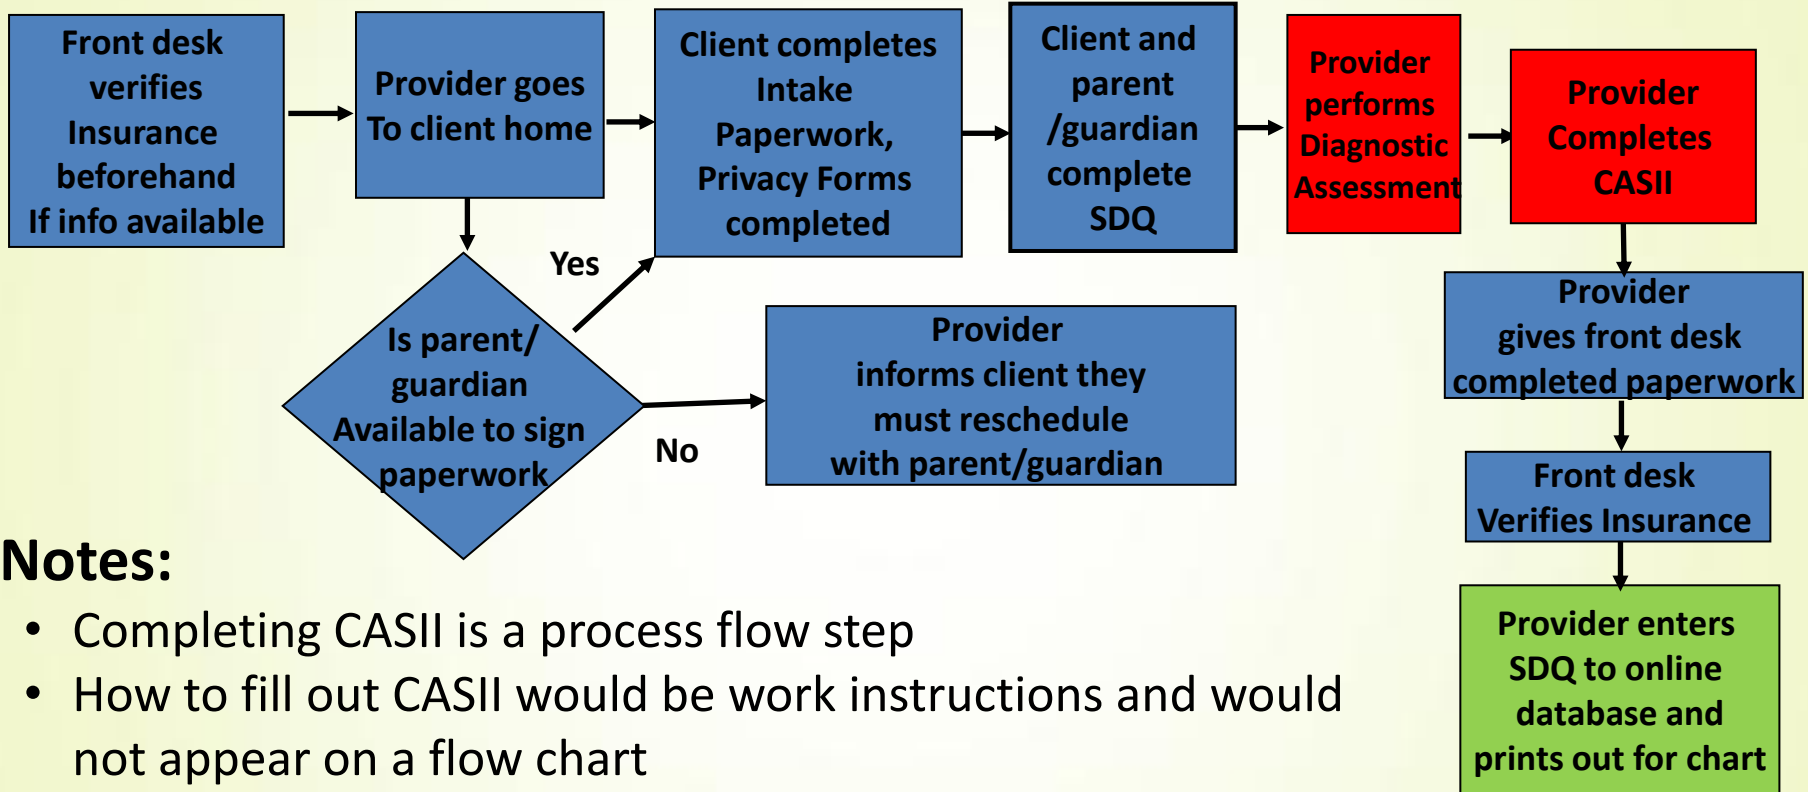 Front desk
verifies
Insurance
beforehand
If info available
Provider goes
To client home
Client completes
Intake
Paperwork,
Privacy Forms
completed
Client and
parent
/guardian
complete
SDQ
Provider
performs
Diagnostic
Assessment
Provider
Completes
CASII
Yes
Is parent/
guardian
Available to sign
paperwork
No
Provider
informs client they
must reschedule
with parent/guardian
Provider
gives front desk
completed paperwork
Front desk
Verifies Insurance
Provider enters
SDQ to online
database and
prints out for chart
Notes:
• Completing CASII is a process flow step
• How to fill out CASII would be work instructions and would
not appear on a flow chart